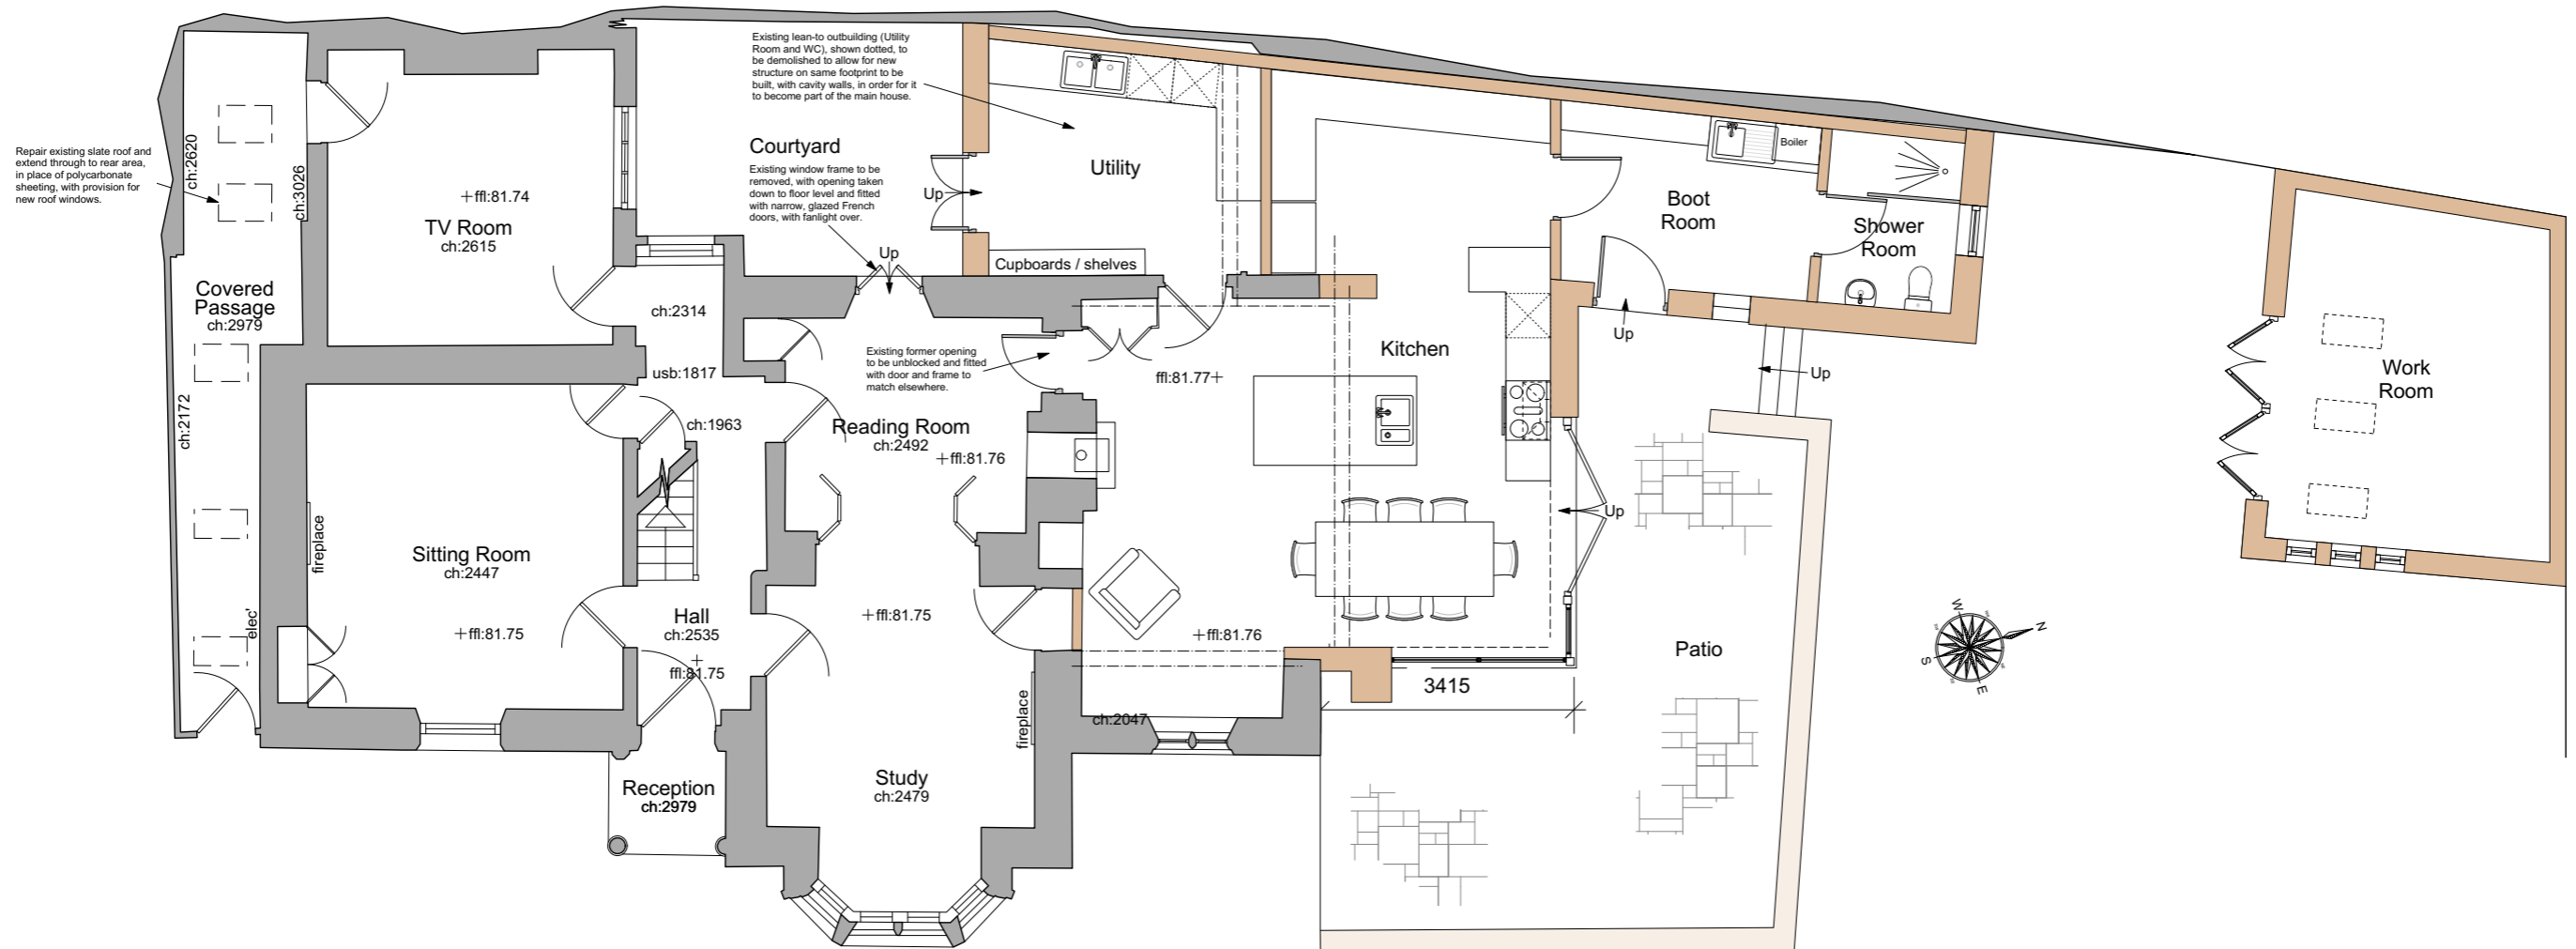 Existing lean-to outbuilding (Utility
Room and WC), shown dotted, to
be demolished to allow for new
structure on same footprint to be
built, with cavity walls, in order for it
to become part of the main house.
Repair existing slate roof and
extend through to rear area,
in place of polycarbonate
sheeting, with provision for
new roof windows.
Courtyard
Existing window frame to be
removed, with opening taken
down to floor level and fitted
with narrow, glazed French
doors, with fanlight over.
Up
Up
Utility
Cupboards / shelves
Boiler
Boot
Room
Shower
Room
ch:2620
ch:3026
ffl:81.74
TV Room
ch:2615
Covered
Passage
ch:2979
ch:2172
ch:2314
usb:1817
ch:1963
Existing former opening
to be unblocked and fitted
with door and frame to
match elsewhere.
ffl:81.77
Kitchen
Up
Up
Work
Room
Reading Room
ch:2492
ffl:81.76
Up
fireplace
Sitting Room
ch:2447
ffl:81.75
elec'
Hall
ch:2535
ffl:81.75
ffl:81.75
ffl:81.76
Patio
W
N
S
E
3415
fireplace
ch:2047
Reception
ch:2979
Study
ch:2479